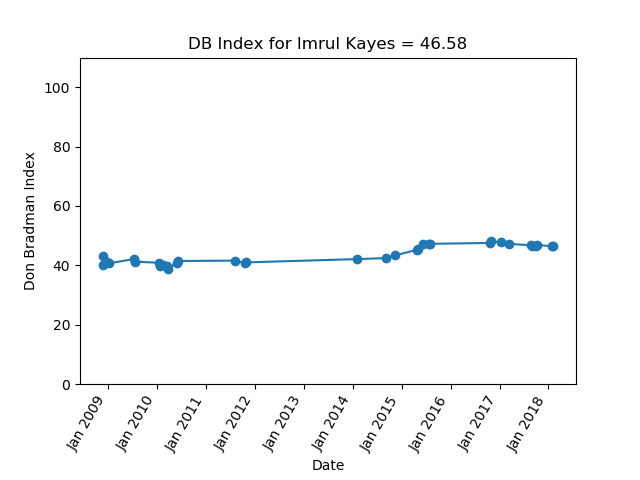 DB Index for Imrul Kayes = 46.58
Don Bradman Index
100
80
60
40
20
0
Jan 2009
Jan 2010
Jan 2011
Jan 2012
Jan 2013
Jan 2014
Jan 2015
Jan 2016
Jan 2017
Jan 2018
Date